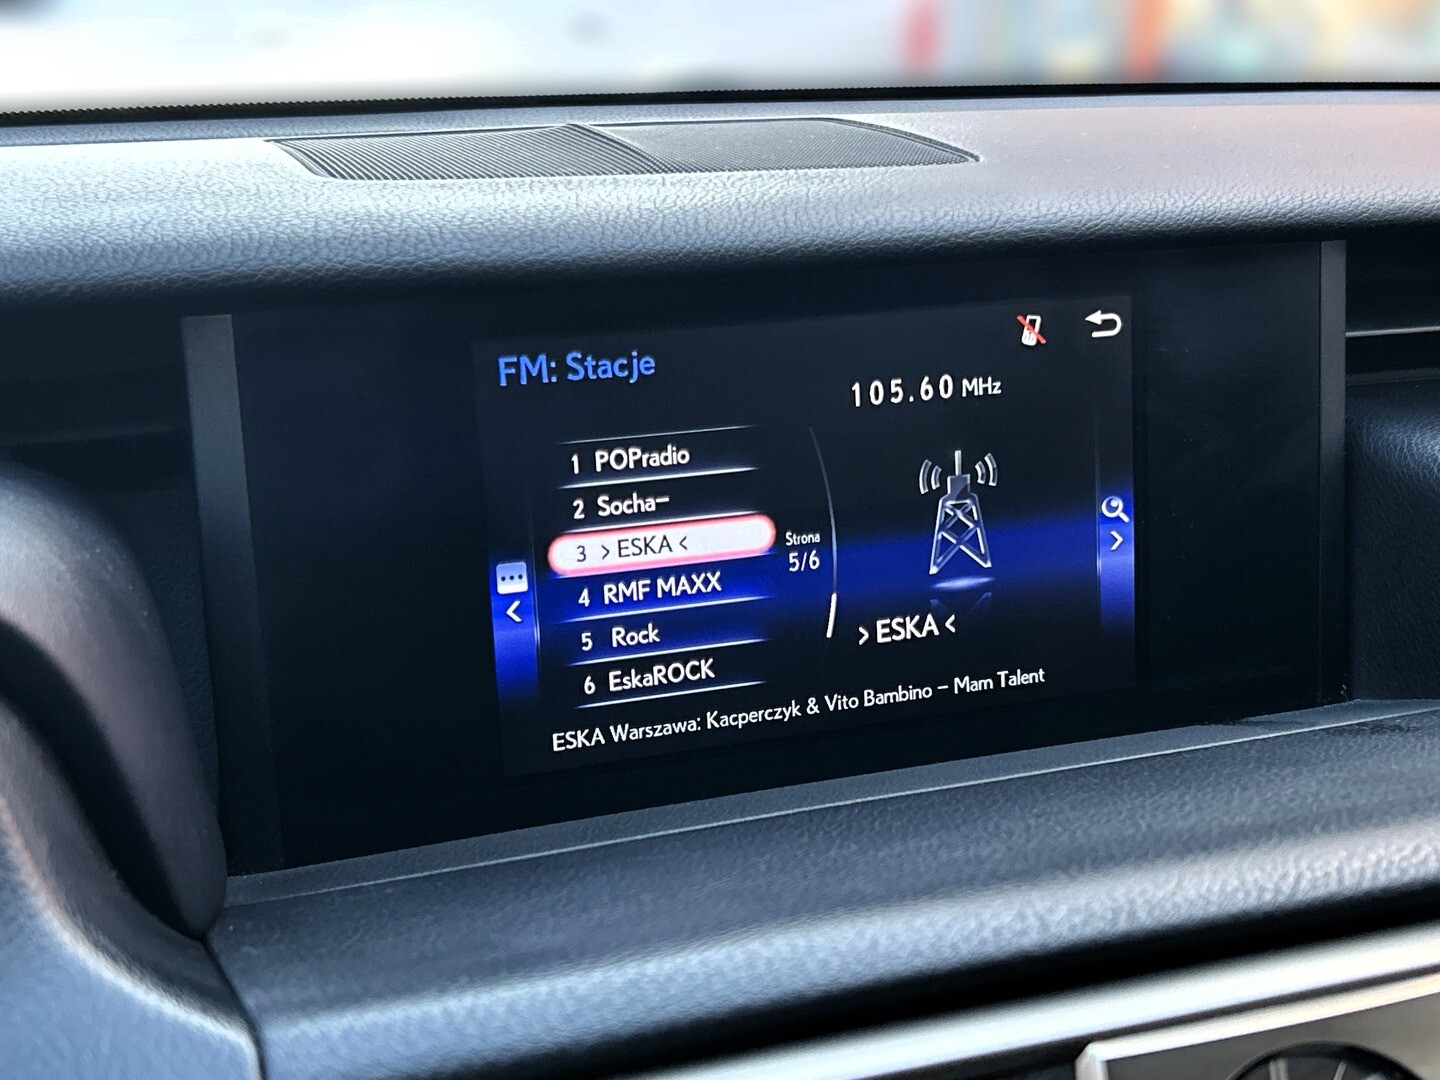 FM: Stacje
105.60 MHz
1 POPradio
2 Socha–
3 >ESKA<
4 RMF MAXX
5 Rock
6 EskaROCK
Strona
5/6
>ESKA<
ESKA Warszawa: Kacperczyk & Vito Bambino – Mam Talent